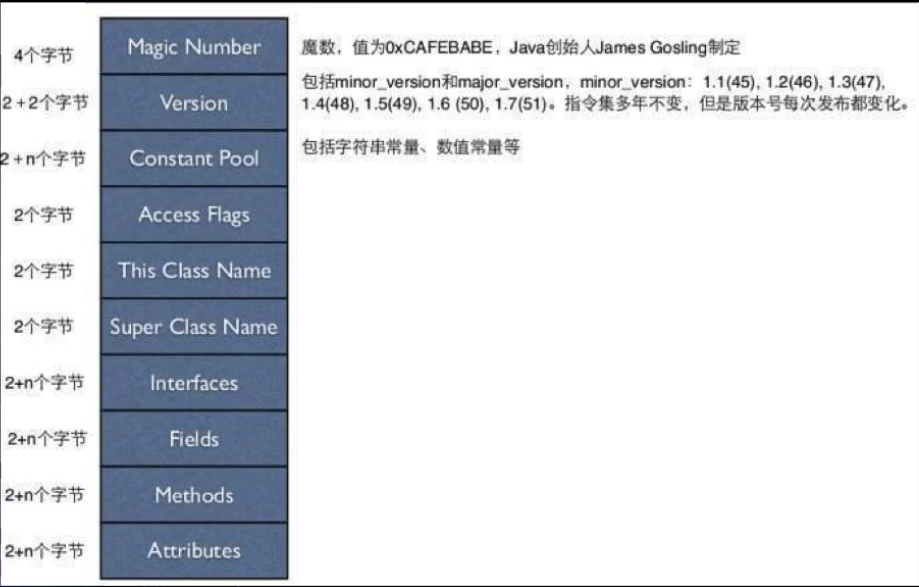 4个字节 Magic Number 魔数，值为0xCAFEBABE，Java创始人James Gosling制定
2+2个字节 Version 包括minor_version和major_version，minor_version：1.1(45), 1.2(46), 1.3(47),
1.4(48), 1.5(49), 1.6 (50), 1.7(51)。指令集多年不变，但是版本号每次发布都变化。
2+n个字节 Constant Pool 包括字符串常量、数值常量等
2个字节 Access Flags
2个字节 This Class Name
2个字节 Super Class Name
2+n个字节 Interfaces
2+n个字节 Fields
2+n个字节 Methods
2+n个字节 Attributes